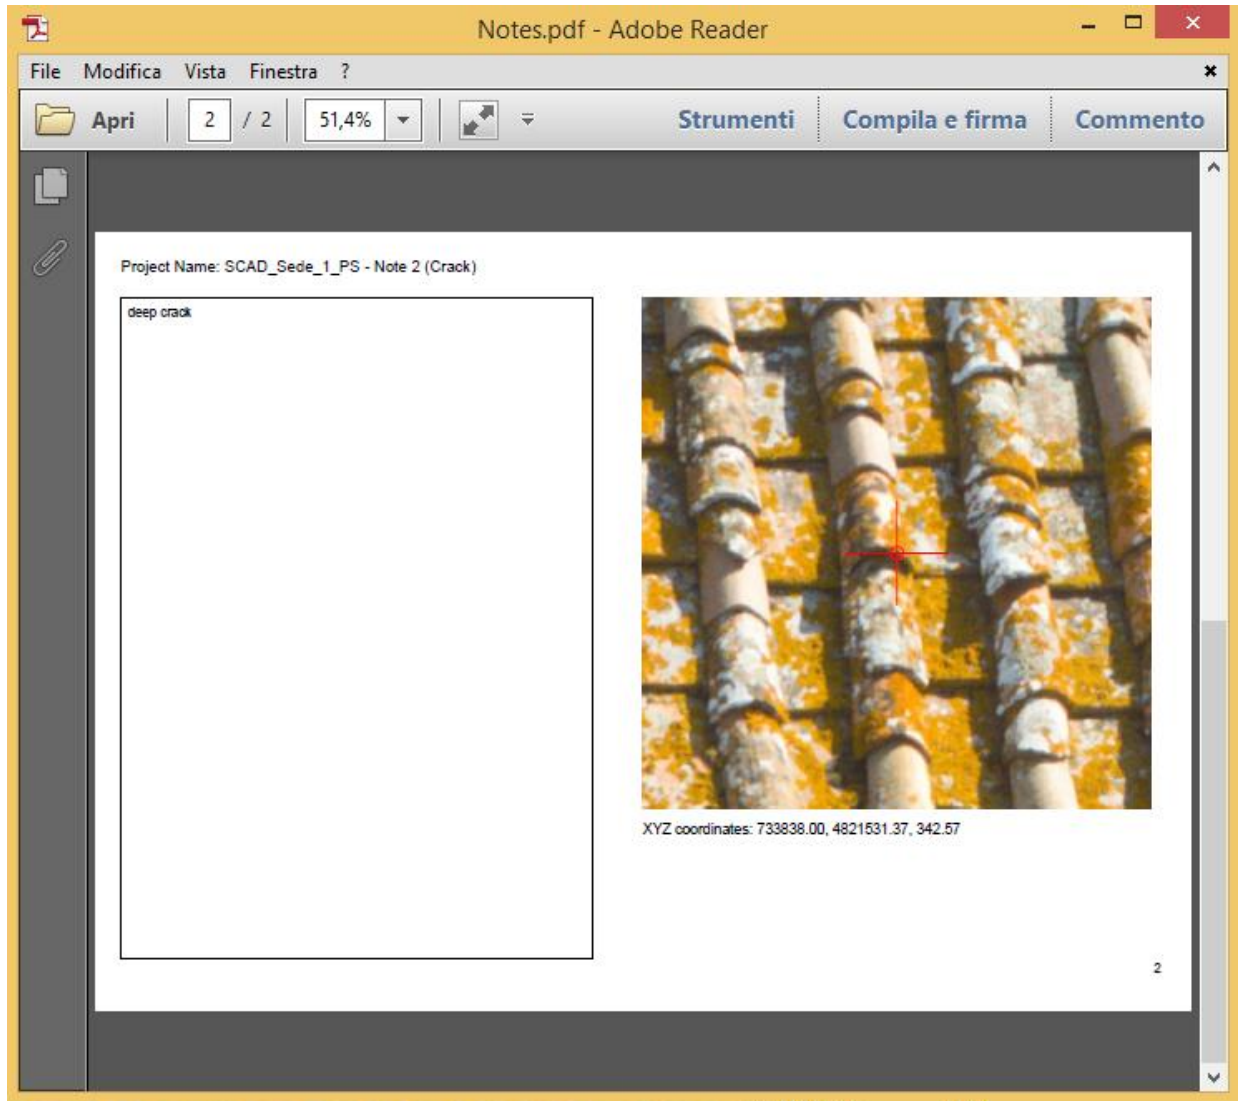 Notes.pdf - Adobe Reader
File Modifica Vista Finestra ?
Apri 2 / 2 51,4% Strumenti Compila e firma Commento
Project Name: SCAD_Sede_1_PS - Note 2 (Crack)
deep crack
XYZ coordinates: 733838.00, 4821531.37, 342.57
2